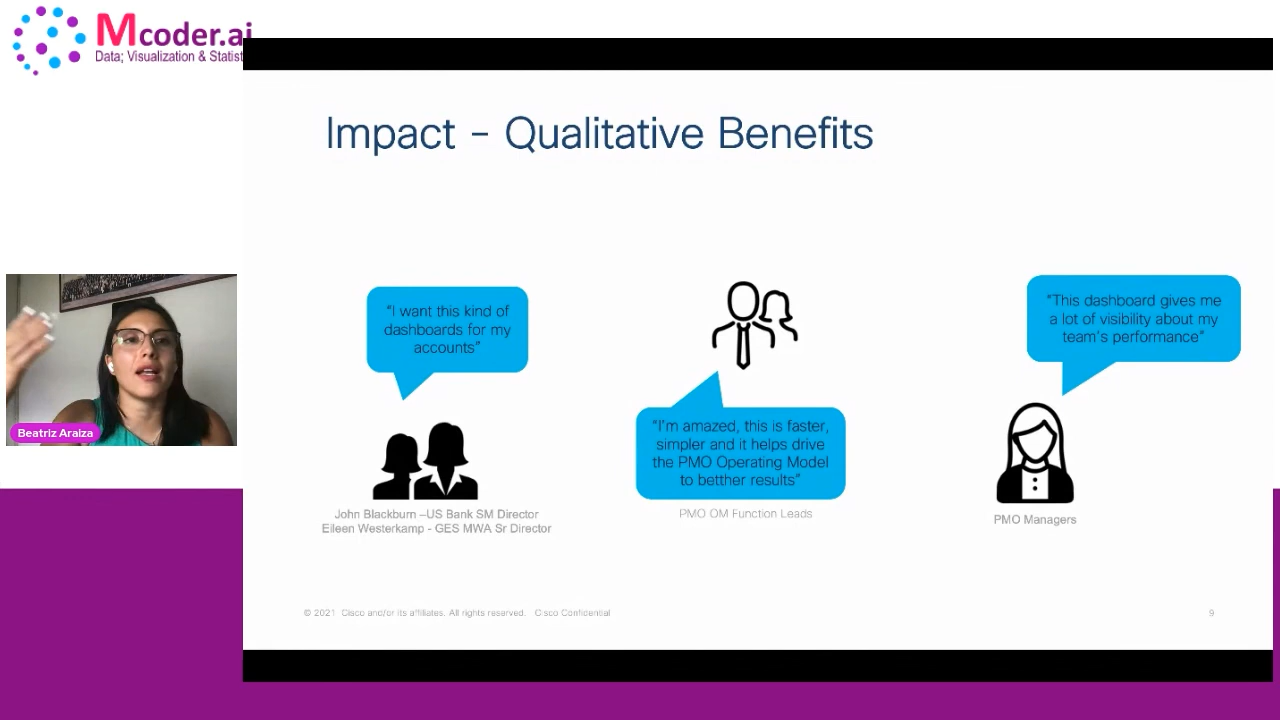 Mcoder.ai
Data; Visualization & Statist
Impact – Qualitative Benefits
“I want this kind of
dashboards for my
accounts”
“This dashboard gives me
a lot of visibility about my
team’s performance”
“I’m amazed, this is faster,
simpler and it helps drive
the PMO Operating Model
to betther results”
Beatriz Araiza
John Blackburn –US Bank SM Director
Eileen Westerkamp - GES MWA Sr Director
PMO OM Function Leads
PMO Managers
© 2021 Cisco and/or its affiliates. All rights reserved. Cisco Confidential
9